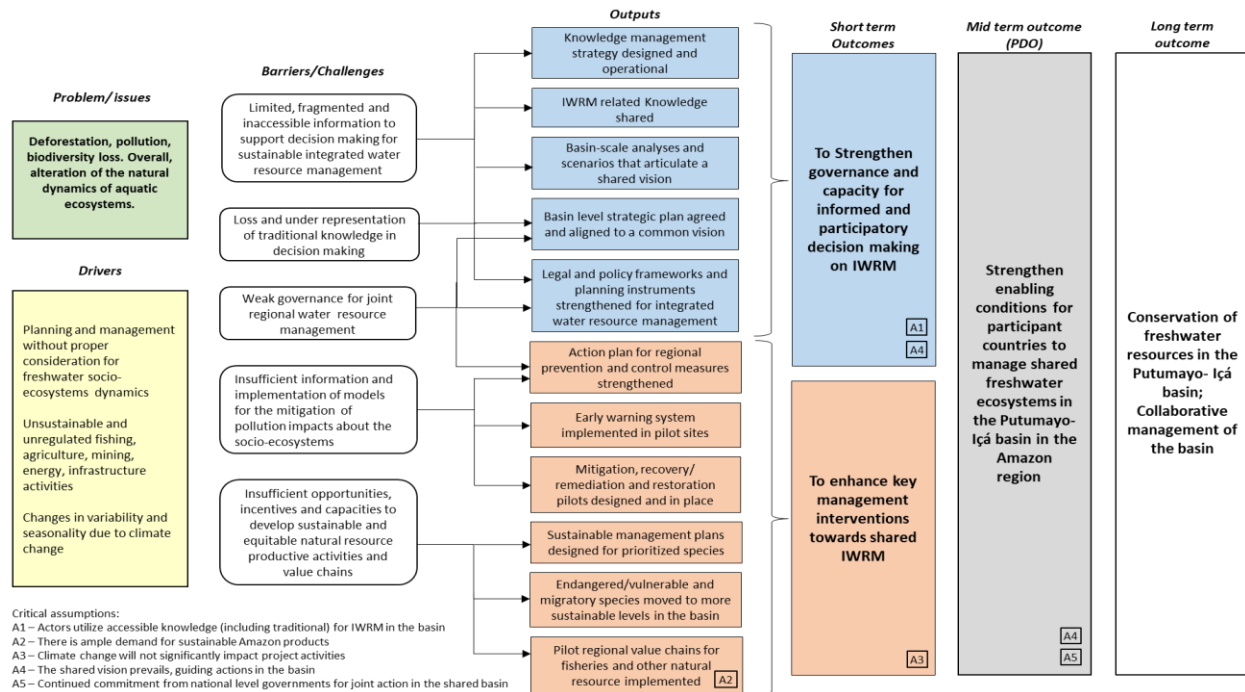 Problem/ issues
Deforestation, pollution,
biodiversity loss. Overall,
alteration of the natural
dynamics of aquatic
ecosystems.
Drivers
Planning and management
without proper
consideration for
freshwater socio-
ecosystems dynamics
Unsustainable and
unregulated fishing,
agriculture, mining,
energy, infrastructure
activities
Changes in variability and
seasonality due to climate
change
Barriers/Challenges
Limited, fragmented and
inaccessible information to
support decision making for
sustainable integrated water
resource management
Loss and under representation
of traditional knowledge in
decision making
Weak governance for joint
regional water resource
management
Insufficient information and
implementation of models
for the mitigation of
pollution impacts about the
socio-ecosystems
Insufficient opportunities,
incentives and capacities to
develop sustainable and
equitable natural resource
productive activities and
value chains
Outputs
Knowledge management
strategy designed and
operational
IWRM related Knowledge
shared
Basin-scale analyses and
scenarios that articulate a
shared vision
Basin level strategic plan agreed
and aligned to a common vision
Legal and policy frameworks and
planning instruments
strengthened for integrated
water resource management
Action plan for regional
prevention and control measures
strengthened
Early warning system
implemented in pilot sites
Mitigation, recovery/
remediation and restoration
pilots designed and in place
Sustainable management plans
designed for prioritized species
Endangered/vulnerable and
migratory species moved to more
sustainable levels in the basin
Pilot regional value chains for
fisheries and other natural
resource implemented
A2
Short term
Outcomes
To Strengthen
governance and
capacity for
informed and
participatory
decision making
on IWRM
A1
A4
To enhance key
management
interventions
towards shared
IWRM
A3
Mid term outcome
(PDO)
Strengthen
enabling
conditions for
participant
countries to
manage shared
freshwater
ecosystems in
the Putumayo-
Içá basin in the
Amazon
region
A4
A5
Long term
outcome
Conservation of
freshwater
resources in the
Putumayo- Içá
basin;
Collaborative
management of
the basin
Critical assumptions:
A1 – Actors utilize accessible knowledge (including traditional) for IWRM in the basin
A2 – There is ample demand for sustainable Amazon products
A3 – Climate change will not significantly impact project activities
A4 – The shared vision prevails, guiding actions in the basin
A5 – Continued commitment from national level governments for joint action in the shared basin